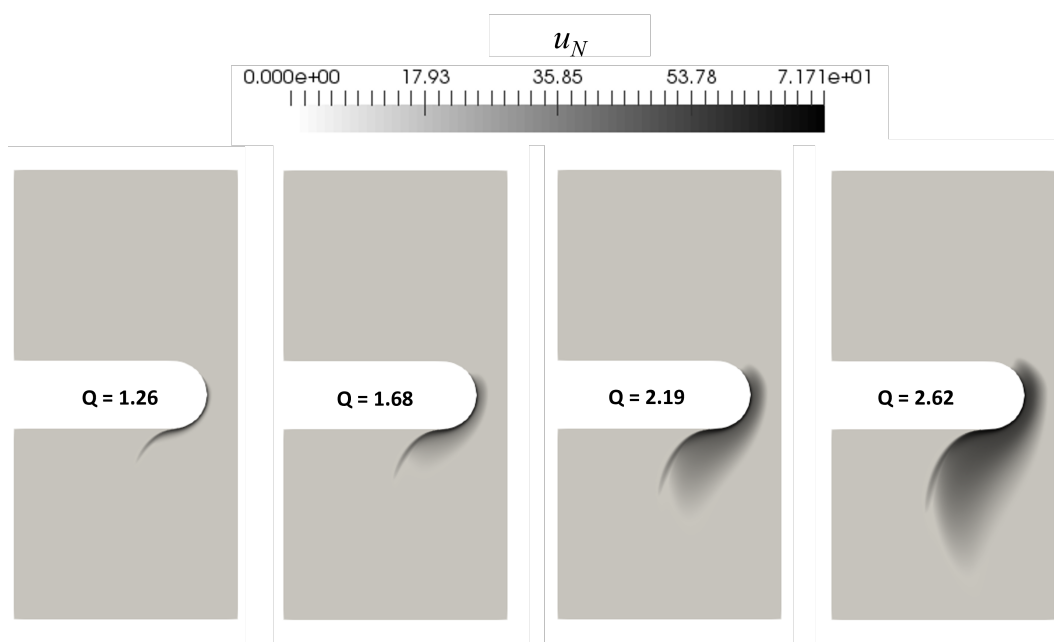 u_N
0.000e+00 17.93 35.85 53.78 7.171e+01
Q = 1.26 Q = 1.68 Q = 2.19 Q = 2.62